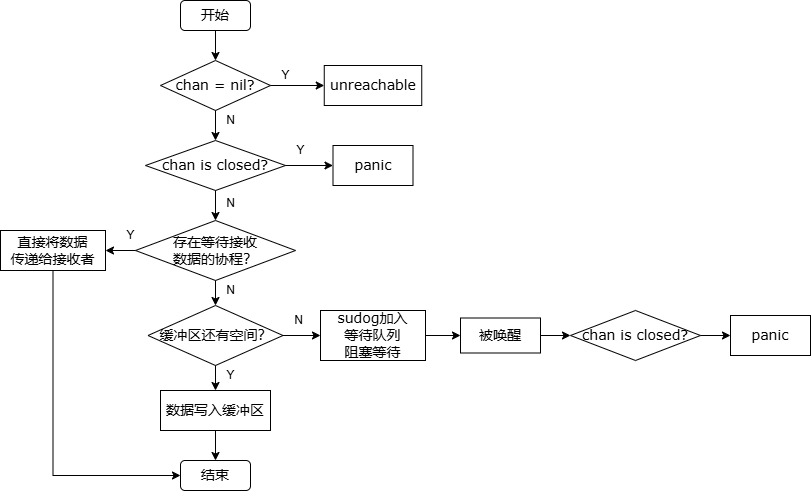 开始
chan = nil?
Y
unreachable
N
chan is closed?
Y
panic
N
存在等待接收
数据的协程?
Y
直接将数据
传递给接收者
N
缓冲区还有空间?
N
sudog加入
等待队列
阻塞等待
被唤醒
chan is closed?
panic
Y
数据写入缓冲区
结束